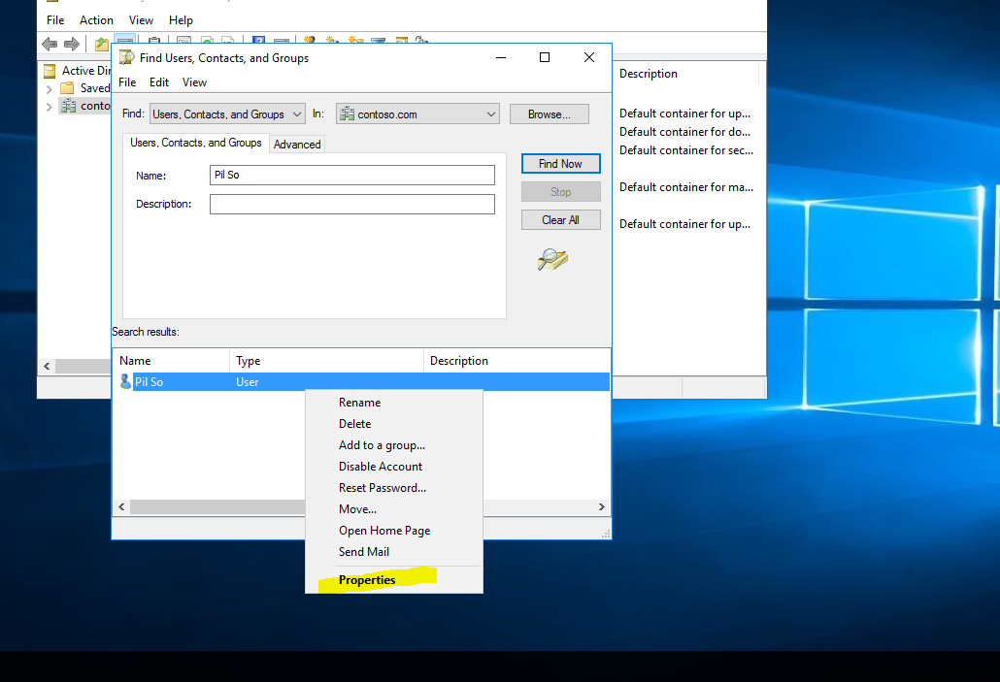 File Action View Help
Active Dir
Saved
conto
Description
Default container for up...
Default container for do...
Default container for sec...
Default container for ma...
Default container for up...
Find Users, Contacts, and Groups
File Edit View
Find: Users, Contacts, and Groups In: contoso.com Browse...
Users, Contacts, and Groups Advanced
Find Now
Name: Pil So
Stop
Description:
Clear All
Search results:
Name Type Description
Pil So User
Rename
Delete
Add to a group...
Disable Account
Reset Password...
Move...
Open Home Page
Send Mail
Properties